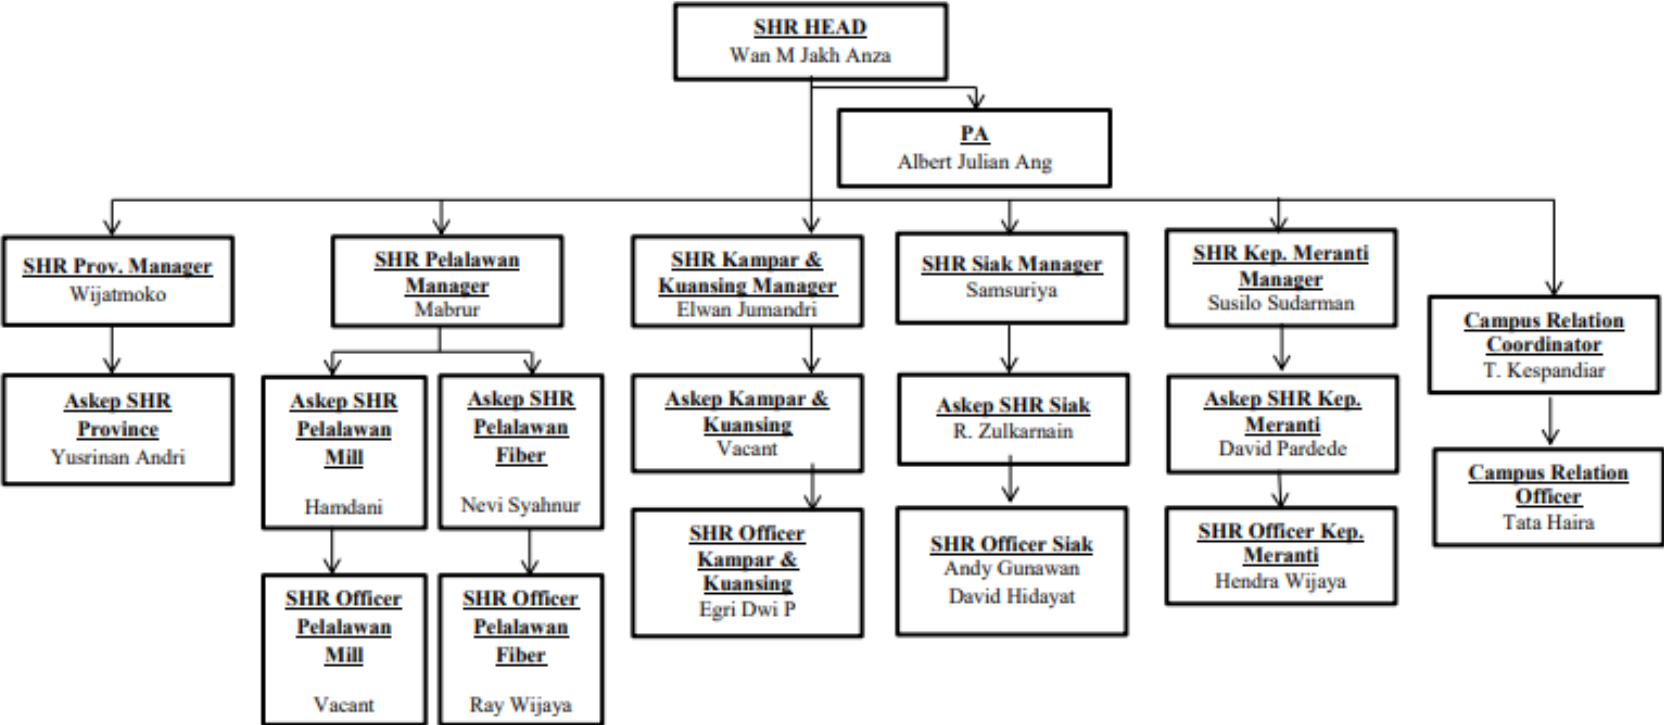 SHR HEAD
Wan M Jakh Anza
PA
Albert Julian Ang
SHR Prov. Manager
Wijatmoko
SHR Pelalawan
Manager
Mabrur
SHR Kampar &
Kuansing Manager
Elwan Jumandri
SHR Siak Manager
Samsuriya
SHR Kep. Meranti
Manager
Susilo Sudarman
Campus Relation
Coordinator
T. Kespandiar
Askep SHR
Province
Yusrinan Andri
Askep SHR
Pelalawan
Mill
Hamdani
Askep SHR
Pelalawan
Fiber
Nevi Syahnur
Askep Kampar &
Kuansing
Vacant
Askep SHR Siak
R. Zulkarnain
Askep SHR Kep.
Meranti
David Pardede
Campus Relation
Officer
Tata Haira
SHR Officer
Pelalawan
Mill
Vacant
SHR Officer
Pelalawan
Fiber
Ray Wijaya
SHR Officer
Kampar &
Kuansing
Egri Dwi P
SHR Officer Siak
Andy Gunawan
David Hidayat
SHR Officer Kep.
Meranti
Hendra Wijaya